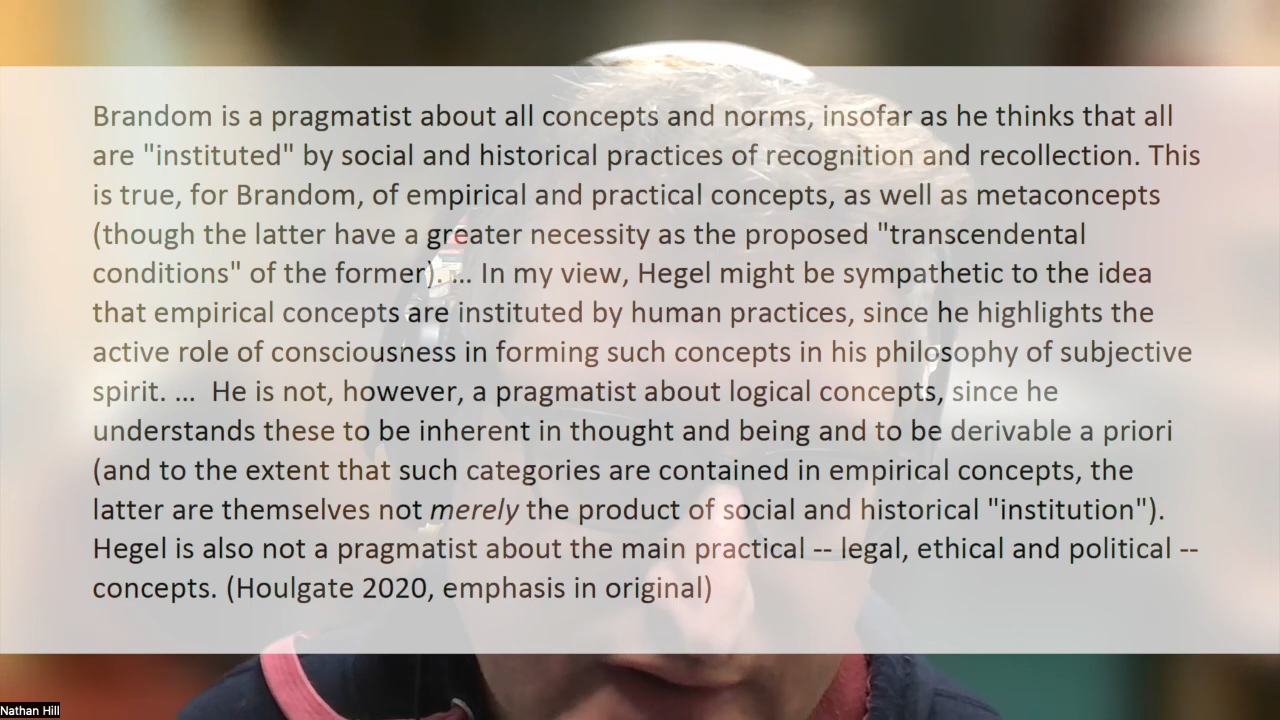 Brandom is a pragmatist about all concepts and norms, insofar as he thinks that all
are "instituted" by social and historical practices of recognition and recollection. This
is true, for Brandom, of empirical and practical concepts, as well as metaconcepts
(though the latter have a greater necessity as the proposed "transcendental
conditions" of the former). ... In my view, Hegel might be sympathetic to the idea
that empirical concepts are instituted by human practices, since he highlights the
active role of consciousness in forming such concepts in his philosophy of subjective
spirit. ...  He is not, however, a pragmatist about logical concepts, since he
understands these to be inherent in thought and being and to be derivable a priori
(and to the extent that such categories are contained in empirical concepts, the
latter are themselves not merely the product of social and historical "institution").
Hegel is also not a pragmatist about the main practical -- legal, ethical and political --
concepts. (Houlgate 2020, emphasis in original)
Nathan Hill